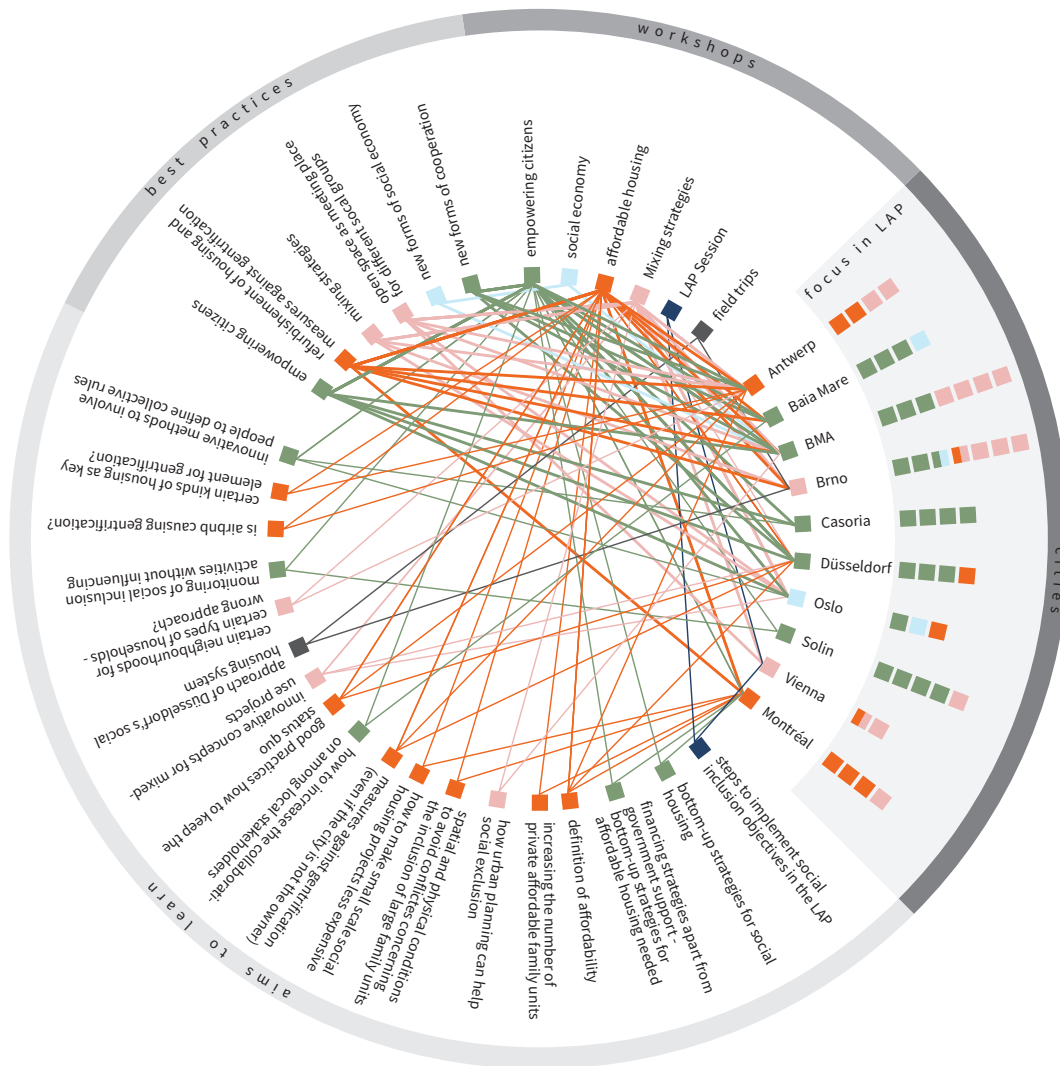 workshops
best practices
aims to learn
cities
focus in LAP
new forms of cooperation
new forms of social economy
open space as meeting place
for different social groups
mixing strategies
refurbishement of housing and
measures against gentrification
empowering citizens
empowering citizens
social economy
affordable housing
Mixing strategies
LAP Session
field trips
Antwerp
Baia Mare
BMA
Brno
Casoria
Düsseldorf
Oslo
Solin
Vienna
Montréal
steps to implement social
inclusion objectives in the LAP
bottom-up strategies for social
housing
financing strategies apart from
government support -
bottom-up strategies for
affordable housing needed
definition of affordability
increasing the number of
private affordable family units
how urban planning can help
social exclusion
spatial and physical conditions
to avoid conflictes concerning
the inclusion of large family units
how to make small scale social
housing projects less expensive
measures against gentrification
(even if the city is not the owner)
how to increase the collaborati-
on among local stakeholders
good practices how to keep the
status quo
innovative concepts for mixed-
use projects
approach of Düsseldorf's social
housing system
certain neighbourhoods for
certain types of households -
wrong approach?
monitoring of social inclusion
activities without influencing
is airbnb causing gentrification?
certain kinds of housing as key
element for gentrification?
innovative methods to involve
people to define collective rules